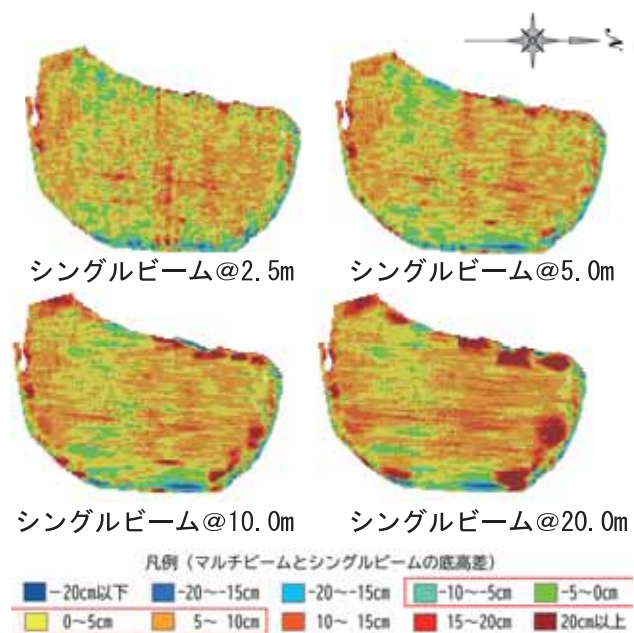 N
シングルビーム@2.5m
シングルビーム@5.0m
シングルビーム@10.0m
シングルビーム@20.0m
凡例（マルチビームとシングルビームの底高差）
-20cm以下 -20～-15cm -20～-15cm -10～-5cm -5～0cm
0～5cm 5～ 10cm 10～ 15cm 15～20cm 20cm以上